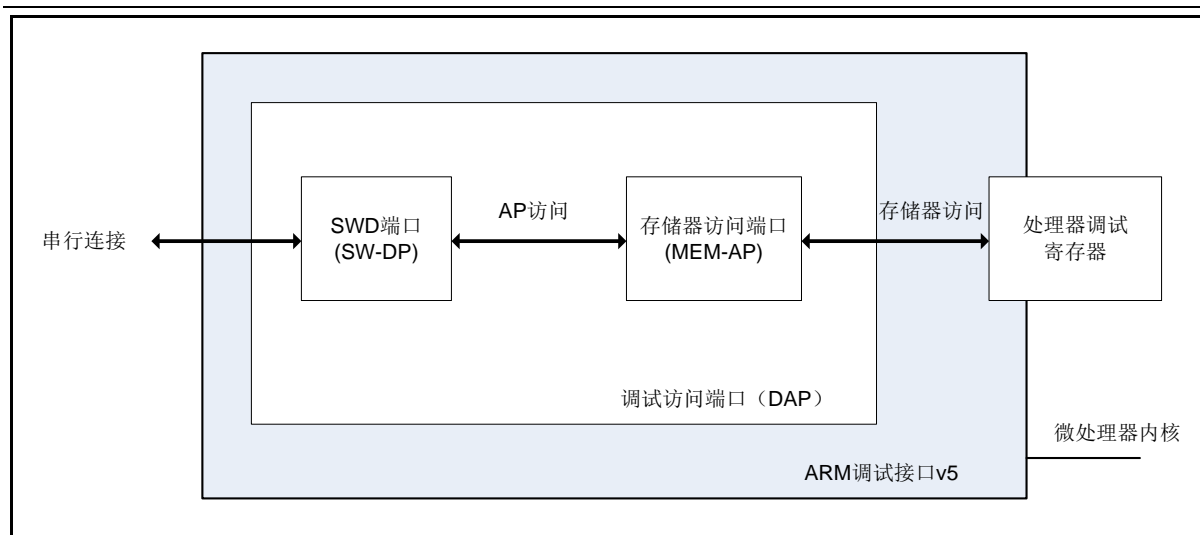 串行连接
SWD端口
(SW-DP)
AP访问
存储器访问端口
(MEM-AP)
存储器访问
处理器调试
寄存器
调试访问端口（DAP）
微处理器内核
ARM调试接口v5